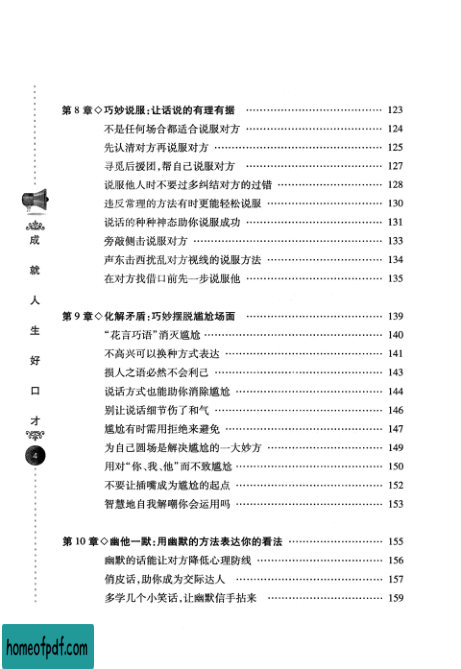 第 8 章◇巧妙说服:让话说的有理有据 …………………………… 123
不是任何场合都适合说服对方 …………………………… 124
先认清对方再说服对方 …………………………… 125
寻觅后援团,帮自己说服对方 …………………………… 127
说服他人时不要过多纠结对方的过错 …………………………… 128
违反常理的方法有时更能轻松说服 …………………………… 130
说话的种种神态助你说服成功 …………………………… 131
旁敲侧击说服对方 …………………………… 133
声东击西扰乱对方视线的说服方法 …………………………… 134
在对方找借口前先一步说服他 …………………………… 135
第 9 章◇化解矛盾:巧妙摆脱尴尬场面 …………………………… 139
“花言巧语”消灭尴尬 …………………………… 140
不高兴可以换种方式表达 …………………………… 141
损人之语必然不会利己 …………………………… 143
说话方式也能助你消除尴尬 …………………………… 144
别让说话细节伤了和气 …………………………… 146
尴尬有时需用拒绝来避免 …………………………… 147
为自己圆场是解决尴尬的一大妙方 …………………………… 149
用对“你、我、他”而不致尴尬 …………………………… 150
不要让插嘴成为尴尬的起点 …………………………… 152
智慧地自我解嘲你会运用吗 …………………………… 153
第 10 章◇幽他一默:用幽默的方法表达你的看法 …………………………… 155
幽默的话能让对方降低心理防线 …………………………… 156
俏皮话,助你成为交际达人 …………………………… 157
多学几个小笑话,让幽默信手拈来 …………………………… 159
成就人生好口才
4
homeofpdf.com